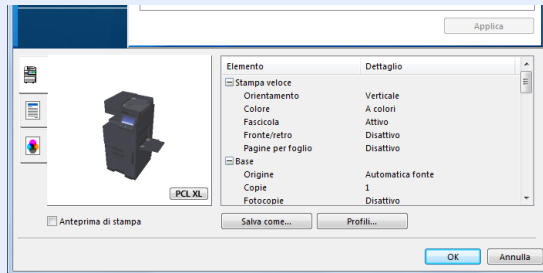 Applica
Elemento Dettaglio
Stampa veloce
Orientamento Verticale
Colore A colori
Fascicola Attivo
Fronte/retro Disattivo
Pagine per foglio Disattivo
Base
Origine Automatica fonte
Copie 1
Fotocopie Disattivo
PCL XL
Anteprima di stampa Salva come... Profili...
OK Annulla